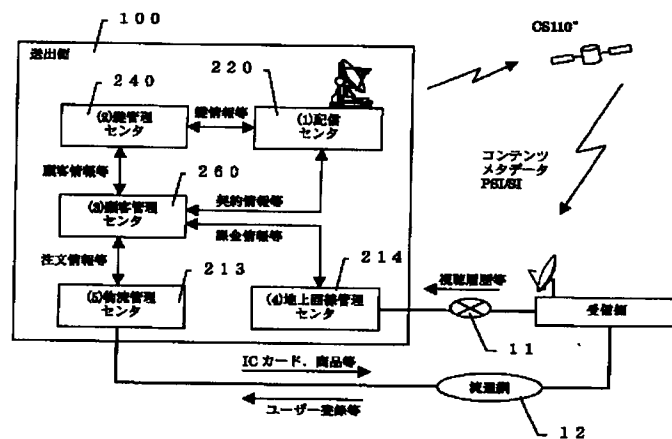 100
CS110°
送出側
240
220
(2)鍵管理
センタ
鍵情報等
(1)配信
センタ
顧客情報等
260
コンテンツ
メタデータ
PSI/SI
(3)顧客管理
センタ
契約情報等
課金情報等
注文情報等
213
214
視聴履歴等
(5)物流管理
センタ
(4)地上回線管理
センタ
受信側
11
ICカード、商品等
流通網
ユーザー登録等
12